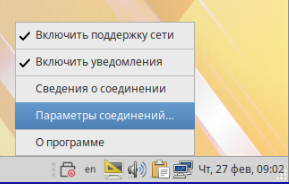 Включить поддержку сети
Включить уведомления
Сведения о соединении
Параметры соединений...
О программе
en
Чт, 27 фев, 09:02